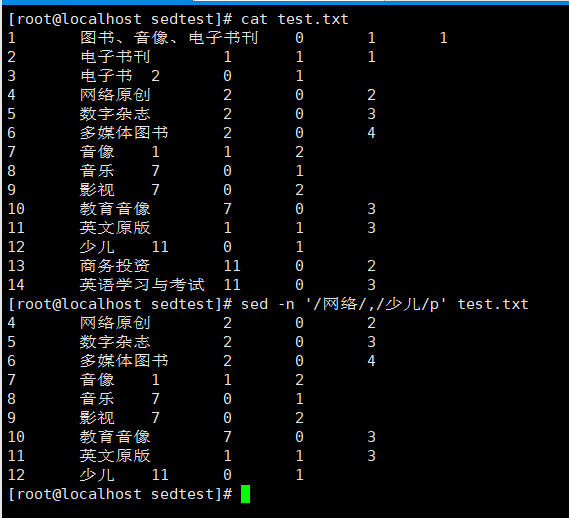 [root@localhost sedtest]# cat test.txt
1 图书、音像、电子书刊 0 1 1
2 电子书刊 1 1 1
3 电子书 2 0 1
4 网络原创 2 0 2
5 数字杂志 2 0 3
6 多媒体图书 2 0 4
7 音像 1 1 2
8 音乐 7 0 1
9 影视 7 0 2
10 教育音像 7 0 3
11 英文原版 1 1 3
12 少儿 11 0 1
13 商务投资 11 0 2
14 英语学习与考试 11 0 3
[root@localhost sedtest]# sed -n '/网络/,/少儿/p' test.txt
4 网络原创 2 0 2
5 数字杂志 2 0 3
6 多媒体图书 2 0 4
7 音像 1 1 2
8 音乐 7 0 1
9 影视 7 0 2
10 教育音像 7 0 3
11 英文原版 1 1 3
12 少儿 11 0 1
[root@localhost sedtest]#